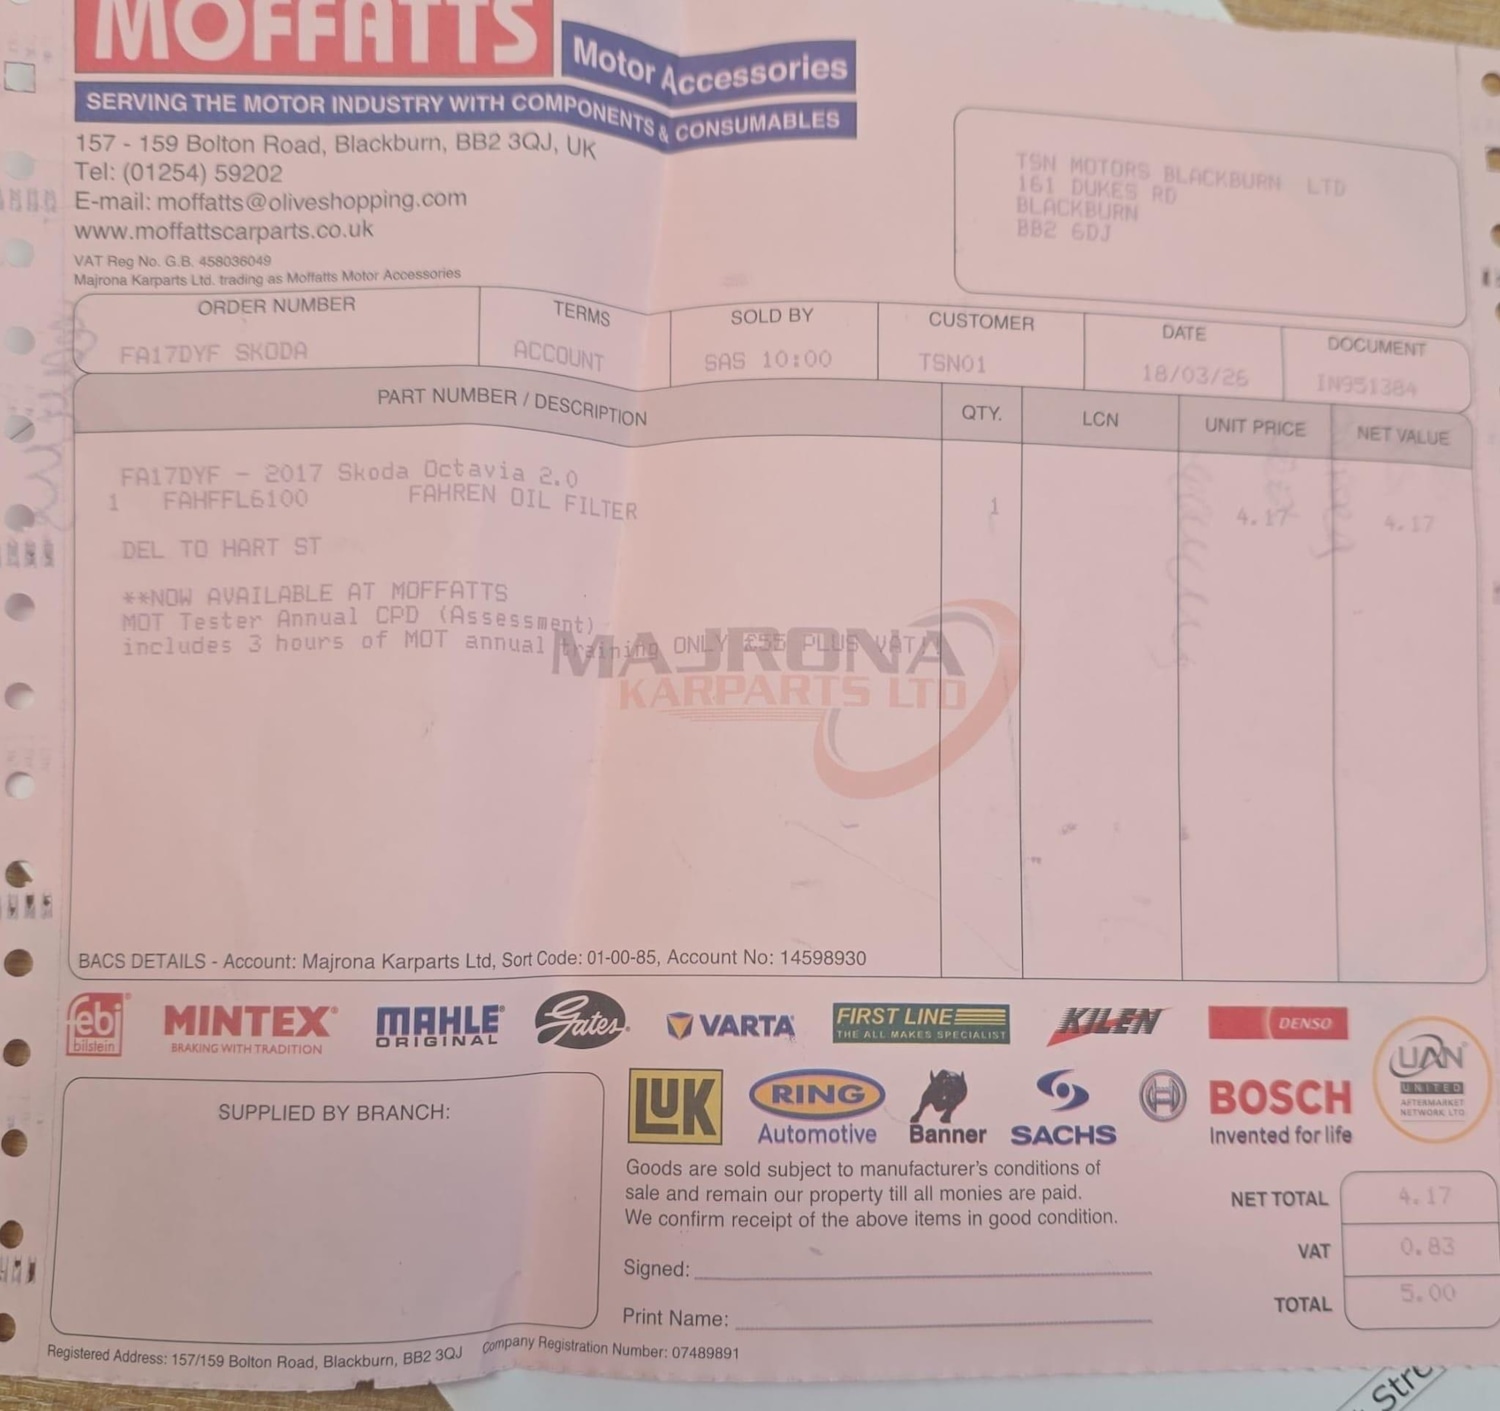 MOFFATTS
Motor Accessories
SERVING THE MOTOR INDUSTRY WITH COMPONENTS & CONSUMABLES
157 - 159 Bolton Road, Blackburn, BB2 3QJ, UK
Tel: (01254) 59202
E-mail: moffatts@oliveshopping.com
www.moffattscarparts.co.uk
VAT Reg No. G.B. 458036049
Majrona Karparts Ltd. trading as Moffatts Motor Accessories
TSN MOTORS BLACKBURN LTD
161 DUKES RD
BLACKBURN
BB2 6DJ
ORDER NUMBER TERMS SOLD BY CUSTOMER DATE DOCUMENT
FA17DYF SKODA ACCOUNT SAS 10:00 TSN01 18/03/26 IN951384
PART NUMBER / DESCRIPTION QTY. LCN UNIT PRICE NET VALUE
FA17DYF - 2017 Skoda Octavia 2.0
1 FAHFFL6100 FAHREN OIL FILTER 1 4.17 4.17
DEL TO HART ST
**NOW AVAILABLE AT MOFFATTS
MOT Tester Annual CPD (Assessment)
includes 3 hours of MOT annual training ONLY £55 PLUS VAT
MAJRONA
KARPARTS LTD
BACS DETAILS - Account: Majrona Karparts Ltd, Sort Code: 01-00-85, Account No: 14598930
febi
bilstein
MINTEX
BRAKING WITH TRADITION
MAHLE
ORIGINAL
Gates
VARTA
FIRST LINE
THE ALL MAKES SPECIALIST
KILEN
DENSO
UAN
UNITED
AFTERMARKET
NETWORK LTD
LUK
RING
Automotive
Banner
SACHS
BOSCH
Invented for life
SUPPLIED BY BRANCH:
Goods are sold subject to manufacturer's conditions of
sale and remain our property till all monies are paid.
We confirm receipt of the above items in good condition.
Signed:
Print Name:
NET TOTAL 4.17
VAT 0.83
TOTAL 5.00
Registered Address: 157/159 Bolton Road, Blackburn, BB2 3QJ Company Registration Number: 07489891
Stre